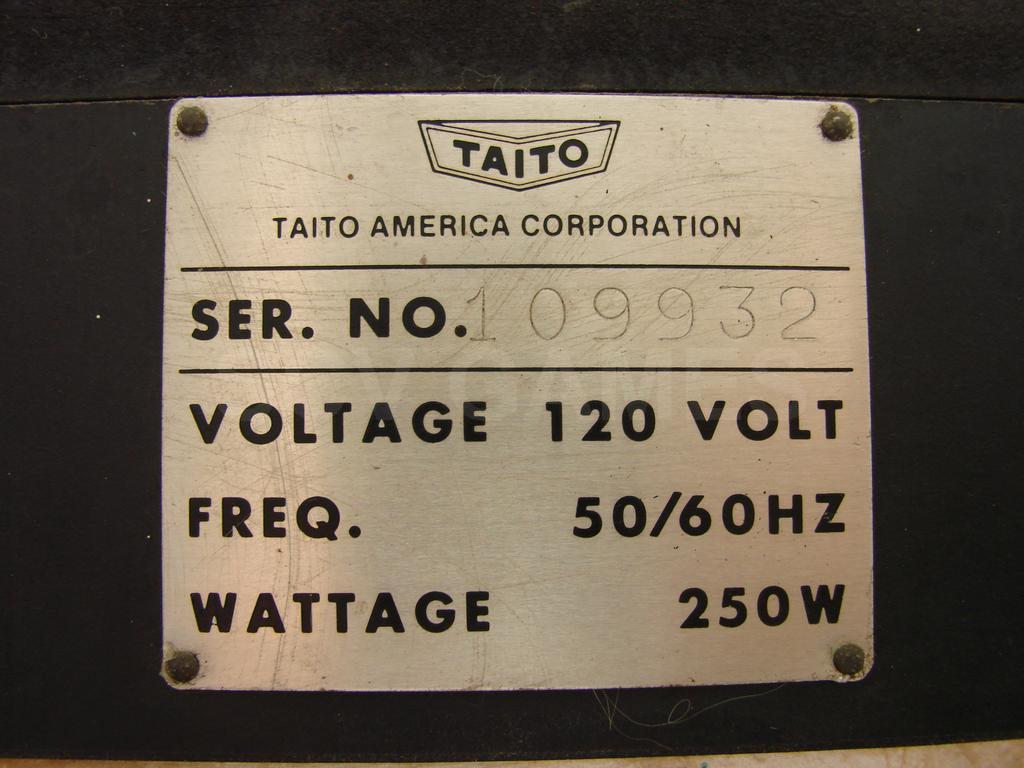 TAITO
TAITO AMERICA CORPORATION
SER. NO. 109932
VOLTAGE 120 VOLT
FREQ. 50/60HZ
WATTAGE 250W